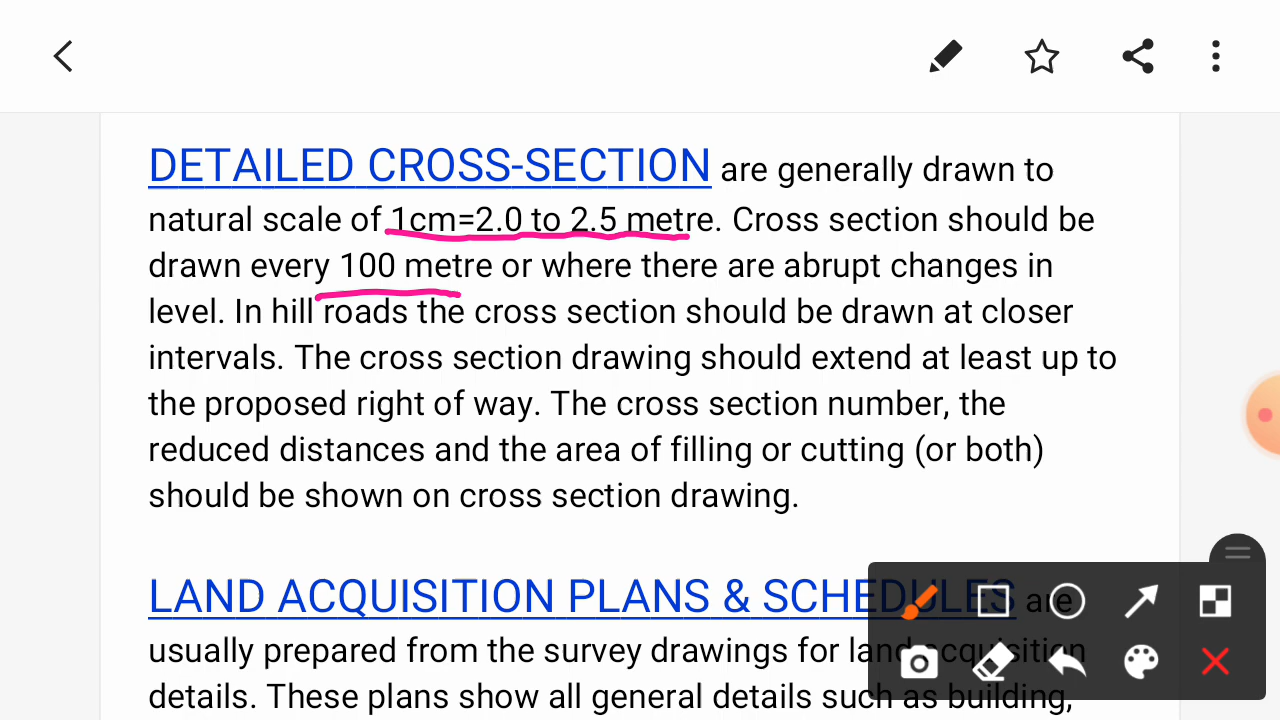 DETAILED CROSS-SECTION are generally drawn to
natural scale of 1cm=2.0 to 2.5 metre. Cross section should be
drawn every 100 metre or where there are abrupt changes in
level. In hill roads the cross section should be drawn at closer
intervals. The cross section drawing should extend at least up to
the proposed right of way. The cross section number, the
reduced distances and the area of filling or cutting (or both)
should be shown on cross section drawing.
LAND ACQUISITION PLANS & SCHEDULES are
usually prepared from the survey drawings for land acquisition
details. These plans show all general details such as building,